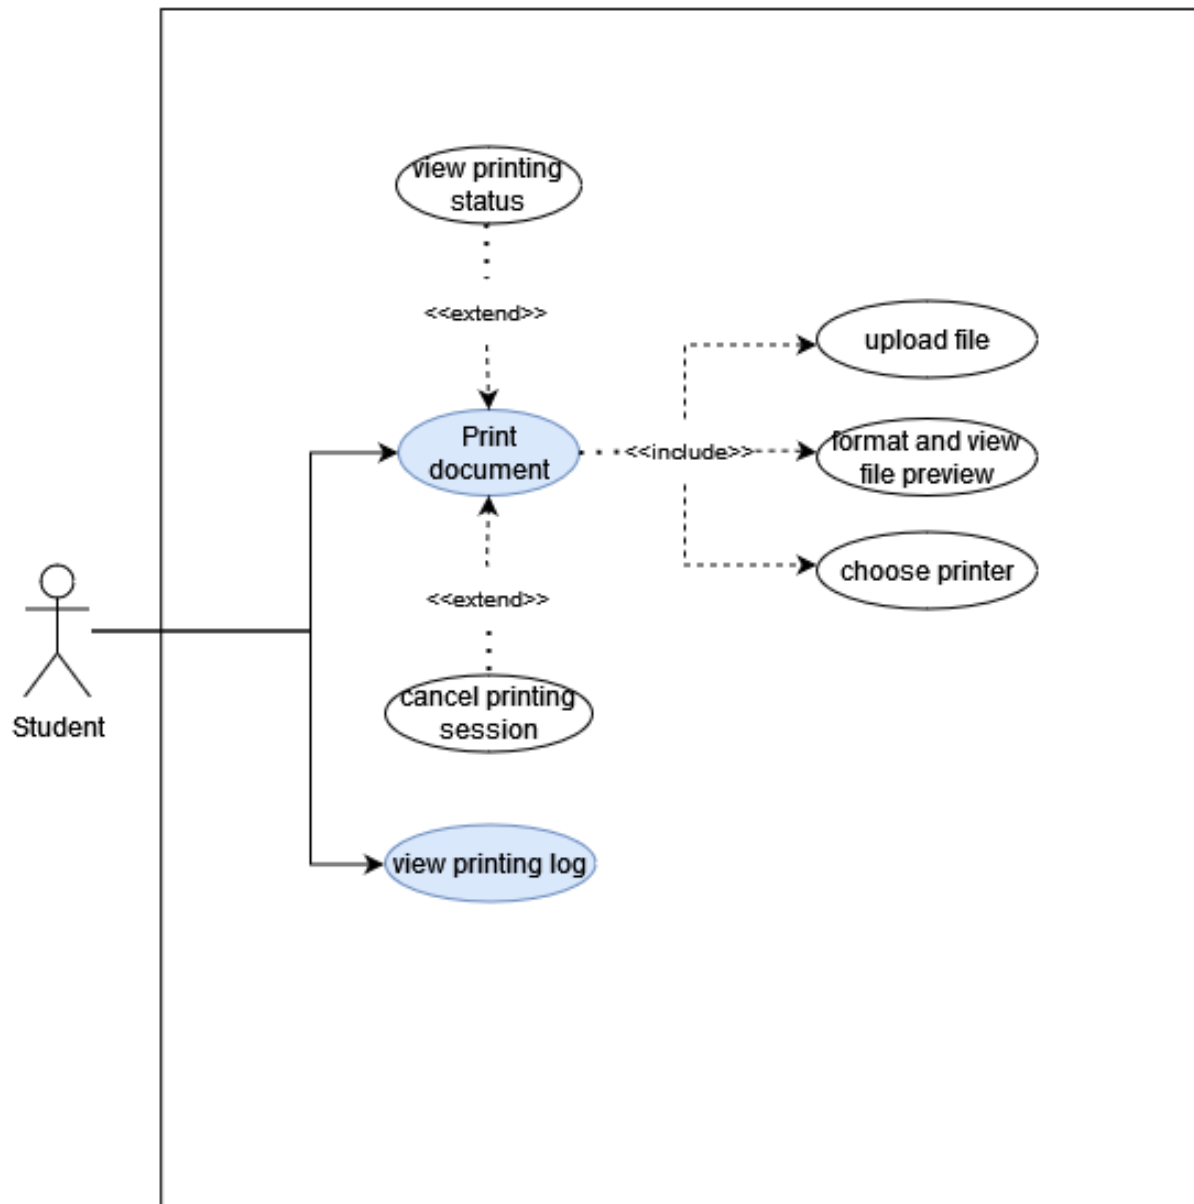 view printing
status
<<extend>>
upload file
Print
document
<<include>>
format and view
file preview
choose printer
<<extend>>
cancel printing
session
Student
view printing log